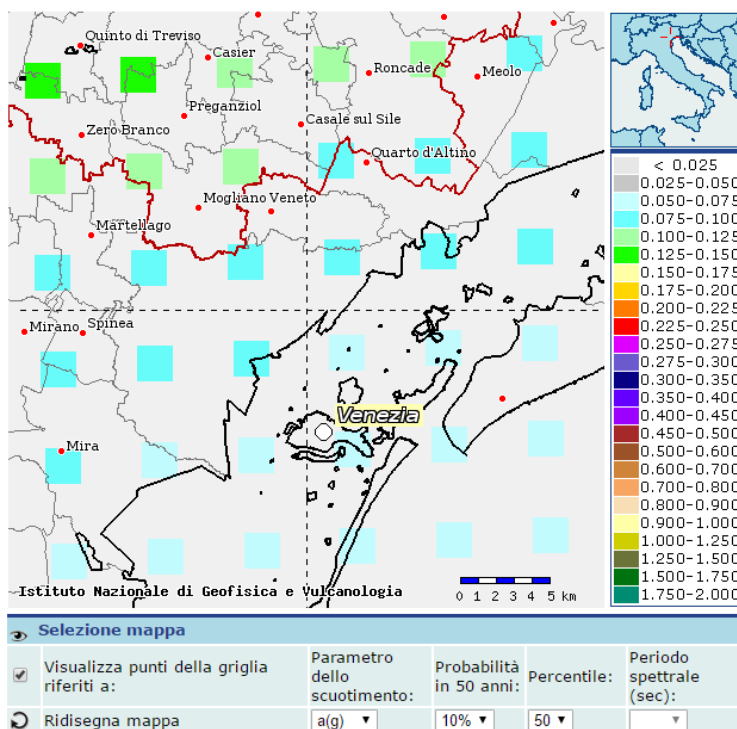 Quinto di Treviso
Casier
Roncade
Meolo
Preganziol
Zero Branco
Casale sul Sile
Quarto d'Altino
Mogliano Veneto
Martellago
Mirano
Spinea
Venezia
Mira
Istituto Nazionale di Geofisica e Vulcanologia
0 1 2 3 4 5 km
< 0.025
0.025-0.050
0.050-0.075
0.075-0.100
0.100-0.125
0.125-0.150
0.150-0.175
0.175-0.200
0.200-0.225
0.225-0.250
0.250-0.275
0.275-0.300
0.300-0.350
0.350-0.400
0.400-0.450
0.450-0.500
0.500-0.600
0.600-0.700
0.700-0.800
0.800-0.900
0.900-1.000
1.000-1.250
1.250-1.500
1.500-1.750
1.750-2.000
Selezione mappa
Visualizza punti della griglia
riferiti a:
Parametro
dello
scuotimento:
Probabilità
in 50 anni:
Percentile:
Periodo
spettrale
(sec):
Ridisegna mappa
a(g)
10%
50